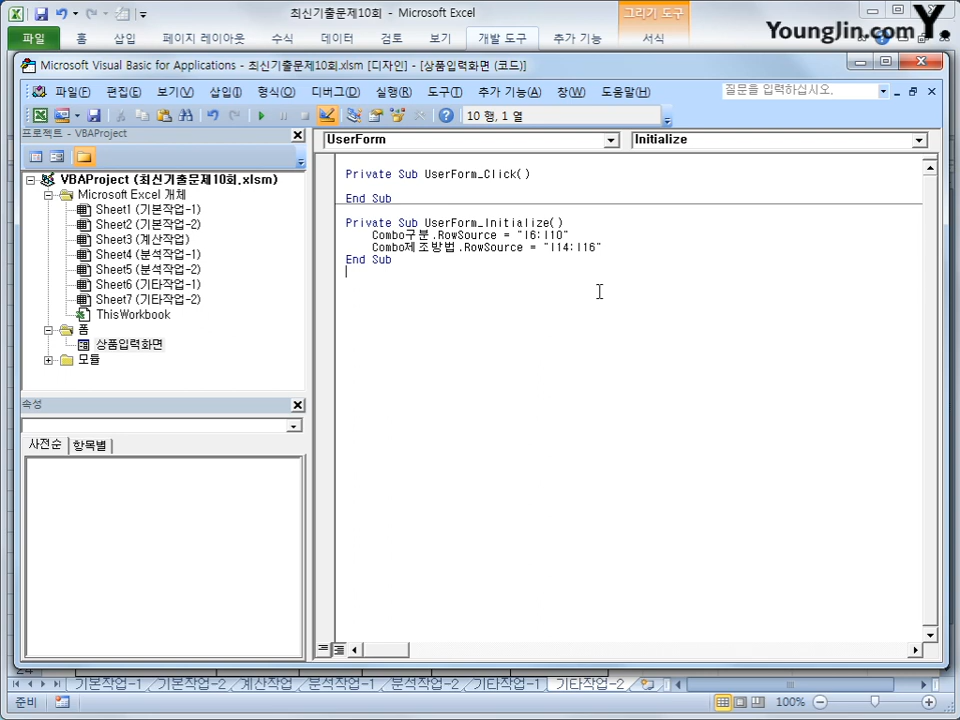 최신기출문제10회 - Microsoft Excel
그리기 도구
파일 홈 삽입 페이지 레이아웃 수식 데이터 검토 보기 개발 도구 추가 기능 서식
YoungJin.com Y.
Microsoft Visual Basic for Applications - 최신기출문제10회.xlsm [디자인] - [상품입력화면 (코드)]
파일(F) 편집(E) 보기(V) 삽입(I) 형식(O) 디버그(D) 실행(R) 도구(T) 추가 기능(A) 창(W) 도움말(H)
질문을 입력하십시오.
10 행, 1 열
프로젝트 - VBAProject
UserForm
Initialize
VBAProject (최신기출문제10회.xlsm)
Microsoft Excel 개체
Sheet1 (기본작업-1)
Sheet2 (기본작업-2)
Sheet3 (계산작업)
Sheet4 (분석작업-1)
Sheet5 (분석작업-2)
Sheet6 (기타작업-1)
Sheet7 (기타작업-2)
ThisWorkbook
폼
상품입력화면
모듈
Private Sub UserForm_Click()
End Sub
Private Sub UserForm_Initialize()
Combo구분.RowSource = "I6:I10"
Combo제조방법.RowSource = "I14:I16"
End Sub
속성
사전순 항목별
기본작업-1 기본작업-2 계산작업 분석작업-1 분석작업-2 기타작업-1 기타작업-2
준비
100%